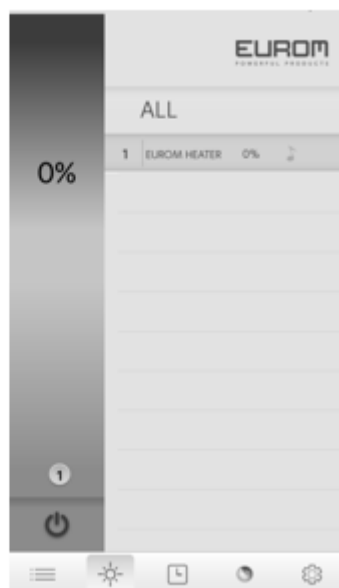 EUROM
POWERFUL PRODUCTS
ALL
1 EUROM HEATER 0%
0%
1